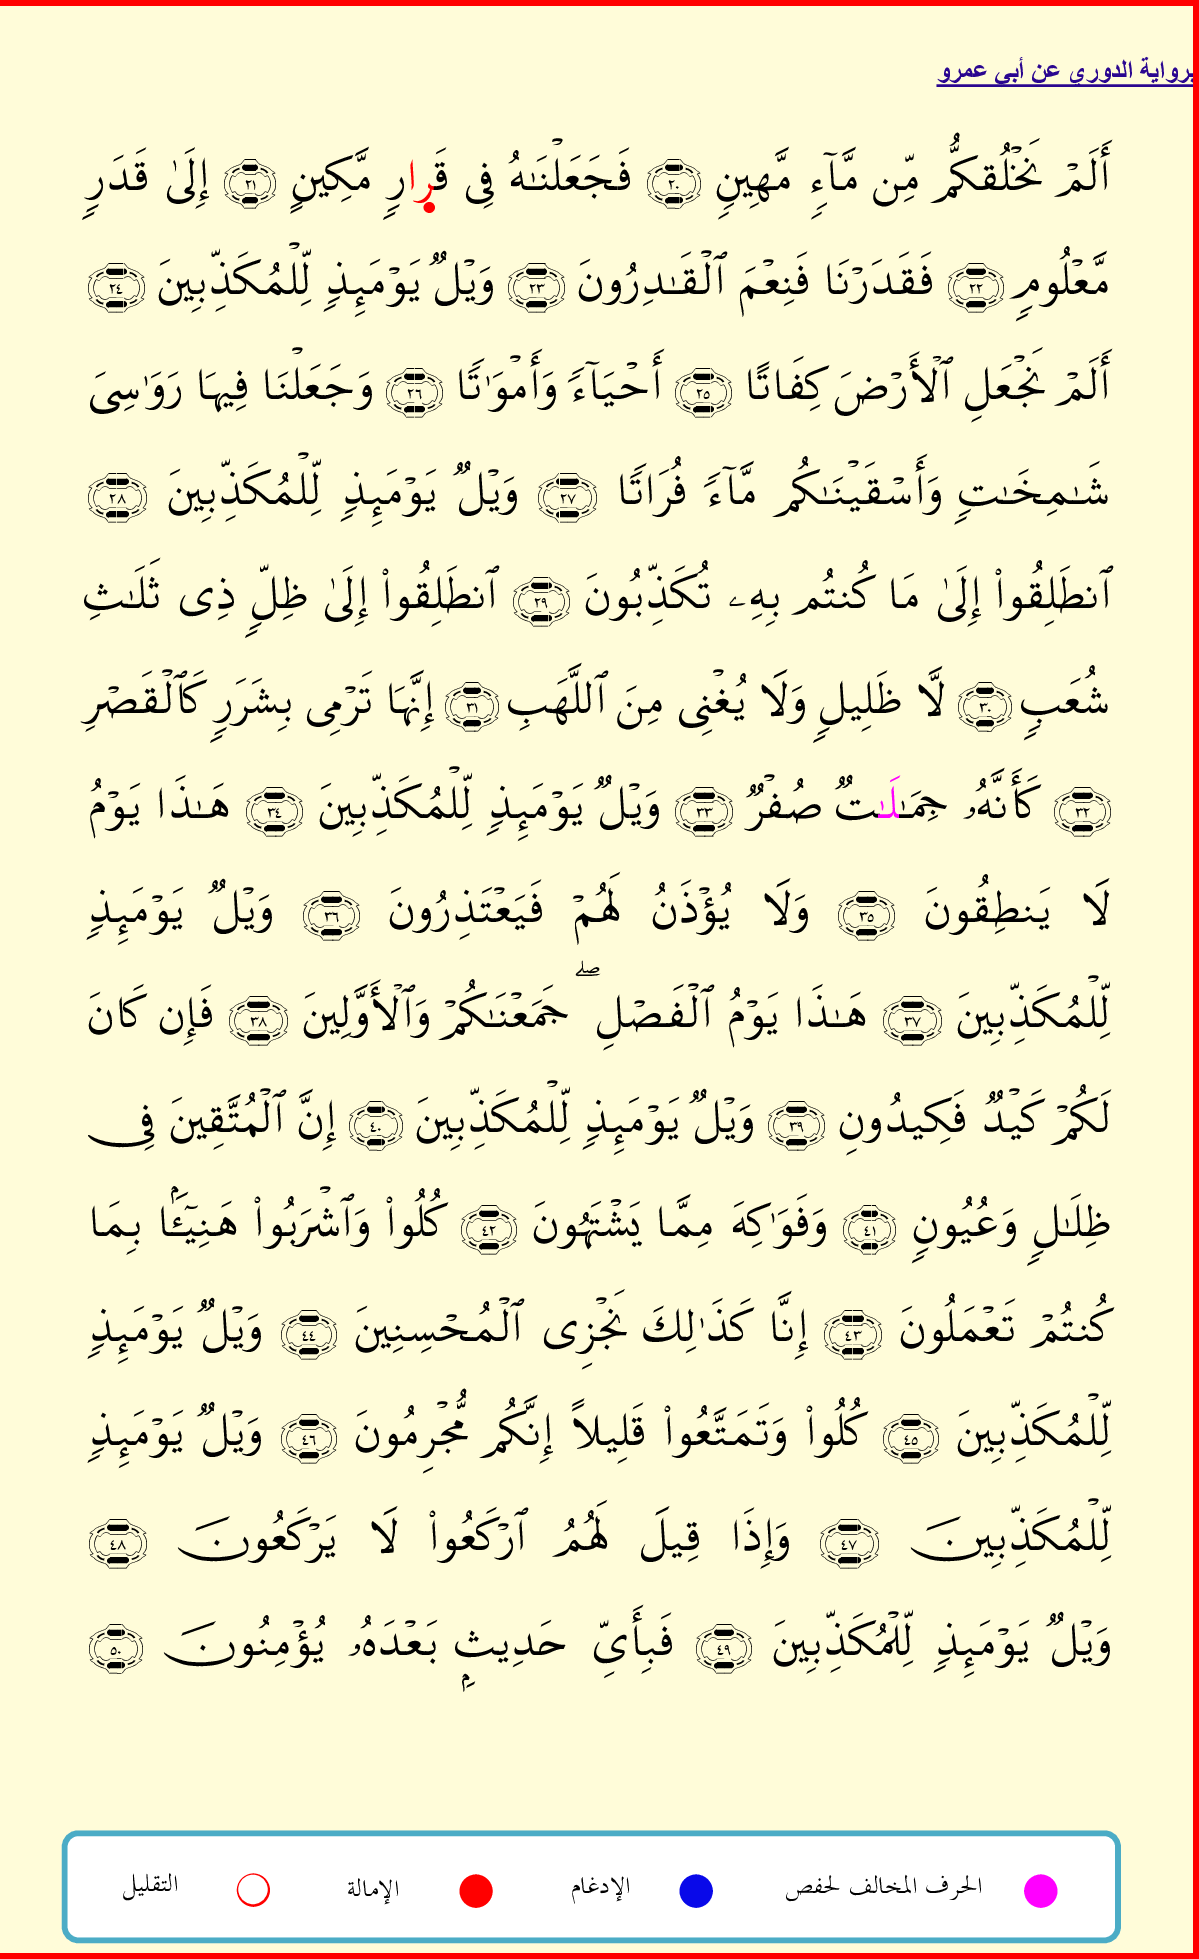 برواية الدوري عن أبي عمرو
أَلَمْ نَخْلُقكُّم مِّن مَّآءٍ مَّهِينٍ ٢٠ فَجَعَلْنَـٰهُ فِى قَرارٍ مَّكِينٍ ٢١ إِلَىٰ قَدَرٍ
مَّعْلُومٍ ٢٢ فَقَدَرْنَا فَنِعْمَ ٱلْقَـٰدِرُونَ ٢٣ وَيْلٌ يَوْمَئِذٍ لِّلْمُكَذِّبِينَ ٢٤
أَلَمْ نَجْعَلِ ٱلْأَرْضَ كِفَاتًا ٢٥ أَحْيَآءً وَأَمْوَٰتًا ٢٦ وَجَعَلْنَا فِيهَا رَوَٰسِىَ
شَـٰمِخَـٰتٍ وَأَسْقَيْنَـٰكُم مَّآءً فُرَاتًا ٢٧ وَيْلٌ يَوْمَئِذٍ لِّلْمُكَذِّبِينَ ٢٨
ٱنطَلِقُوا۟ إِلَىٰ مَا كُنتُم بِهِۦ تُكَذِّبُونَ ٢٩ ٱنطَلِقُوا۟ إِلَىٰ ظِلٍّ ذِى ثَلَـٰثِ
شُعَبٍ ٣٠ لَّا ظَلِيلٍ وَلَا يُغْنِى مِنَ ٱللَّهَبِ ٣١ إِنَّهَا تَرْمِى بِشَرَرٍ كَٱلْقَصْرِ
٣٢ كَأَنَّهُۥ جِمَـٰلَـٰتٌ صُفْرٌ ٣٣ وَيْلٌ يَوْمَئِذٍ لِّلْمُكَذِّبِينَ ٣٤ هَـٰذَا يَوْمُ
لَا يَنطِقُونَ ٣٥ وَلَا يُؤْذَنُ لَهُمْ فَيَعْتَذِرُونَ ٣٦ وَيْلٌ يَوْمَئِذٍ
لِّلْمُكَذِّبِينَ ٣٧ هَـٰذَا يَوْمُ ٱلْفَصْلِ ۖ جَمَعْنَـٰكُمْ وَٱلْأَوَّلِينَ ٣٨ فَإِن كَانَ
لَكُمْ كَيْدٌ فَكِيدُونِ ٣٩ وَيْلٌ يَوْمَئِذٍ لِّلْمُكَذِّبِينَ ٤٠ إِنَّ ٱلْمُتَّقِينَ فِى
ظِلَـٰلٍ وَعُيُونٍ ٤١ وَفَوَٰكِهَ مِمَّا يَشْتَهُونَ ٤٢ كُلُوا۟ وَٱشْرَبُوا۟ هَنِيٓـًٔۢا بِمَا
كُنتُمْ تَعْمَلُونَ ٤٣ إِنَّا كَذَٰلِكَ نَجْزِى ٱلْمُحْسِنِينَ ٤٤ وَيْلٌ يَوْمَئِذٍ
لِّلْمُكَذِّبِينَ ٤٥ كُلُوا۟ وَتَمَتَّعُوا۟ قَلِيلاً إِنَّكُم مُّجْرِمُونَ ٤٦ وَيْلٌ يَوْمَئِذٍ
لِّلْمُكَذِّبِينَ ٤٧ وَإِذَا قِيلَ لَهُمُ ٱرْكَعُوا۟ لَا يَرْكَعُونَ ٤٨
وَيْلٌ يَوْمَئِذٍ لِّلْمُكَذِّبِينَ ٤٩ فَبِأَىِّ حَدِيثٍۭ بَعْدَهُۥ يُؤْمِنُونَ ٥٠
الحرف المخالف لحفص الإدغام الإمالة التقليل